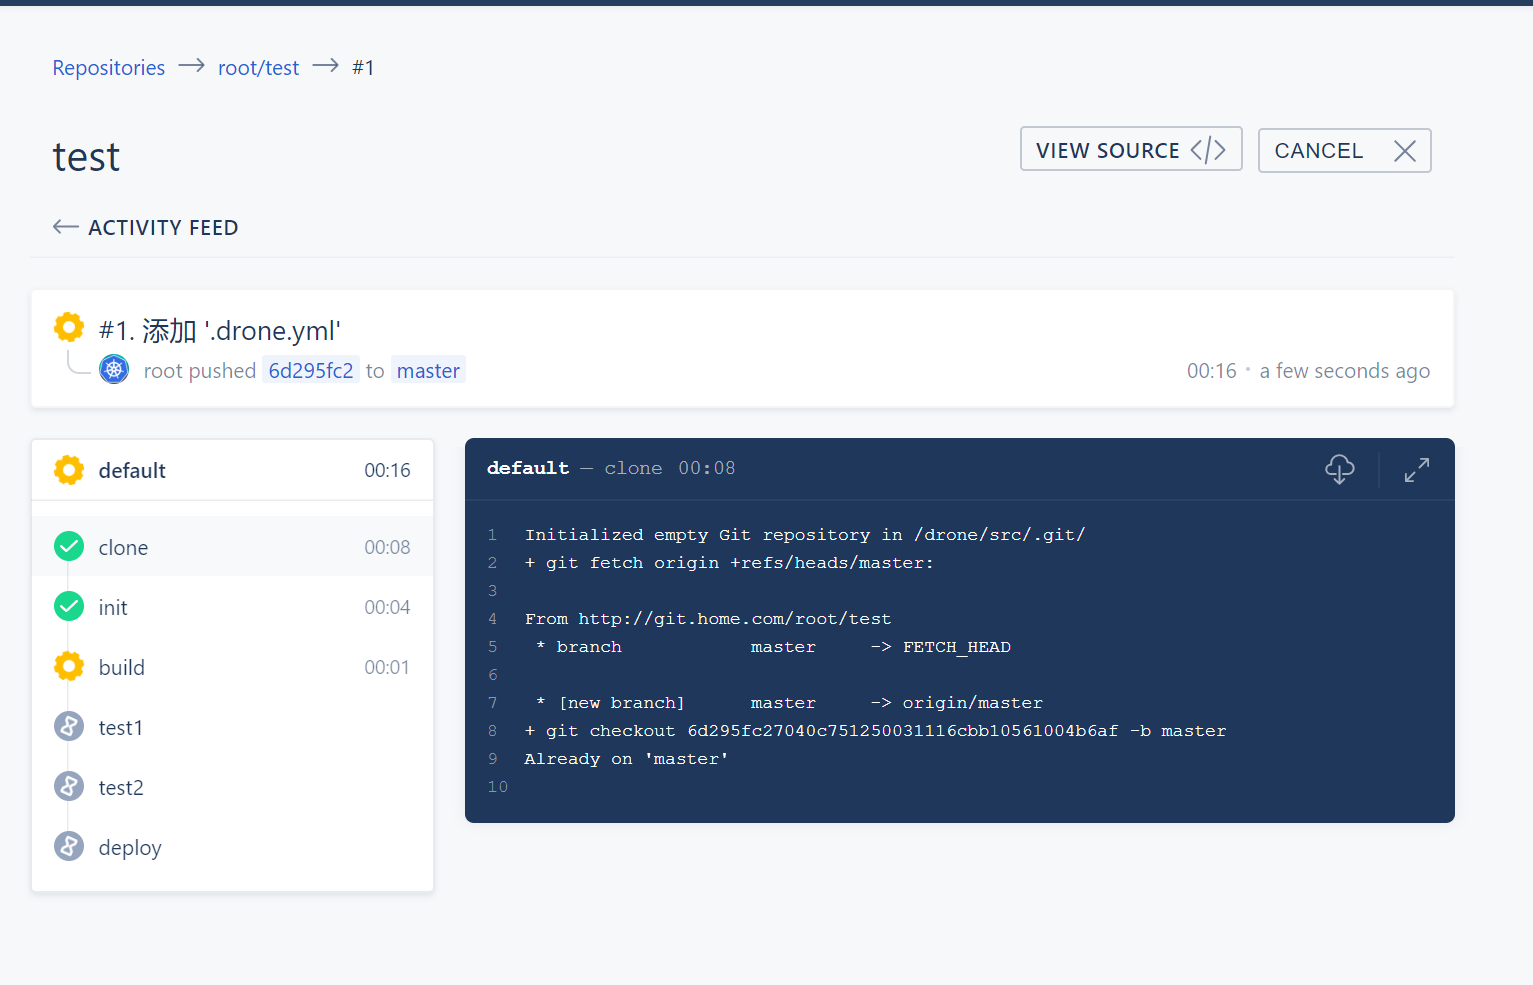 Repositories → root/test → #1
test
VIEW SOURCE </> CANCEL
← ACTIVITY FEED
#1. 添加 '.drone.yml'
root pushed 6d295fc2 to master
00:16 • a few seconds ago
default 00:16
clone 00:08
init 00:04
build 00:01
test1
test2
deploy
default — clone 00:08
1 Initialized empty Git repository in /drone/src/.git/
2 + git fetch origin +refs/heads/master:
3
4 From http://git.home.com/root/test
5 * branch master -> FETCH_HEAD
6
7 * [new branch] master -> origin/master
8 + git checkout 6d295fc27040c751250031116cbb10561004b6af -b master
9 Already on 'master'
10